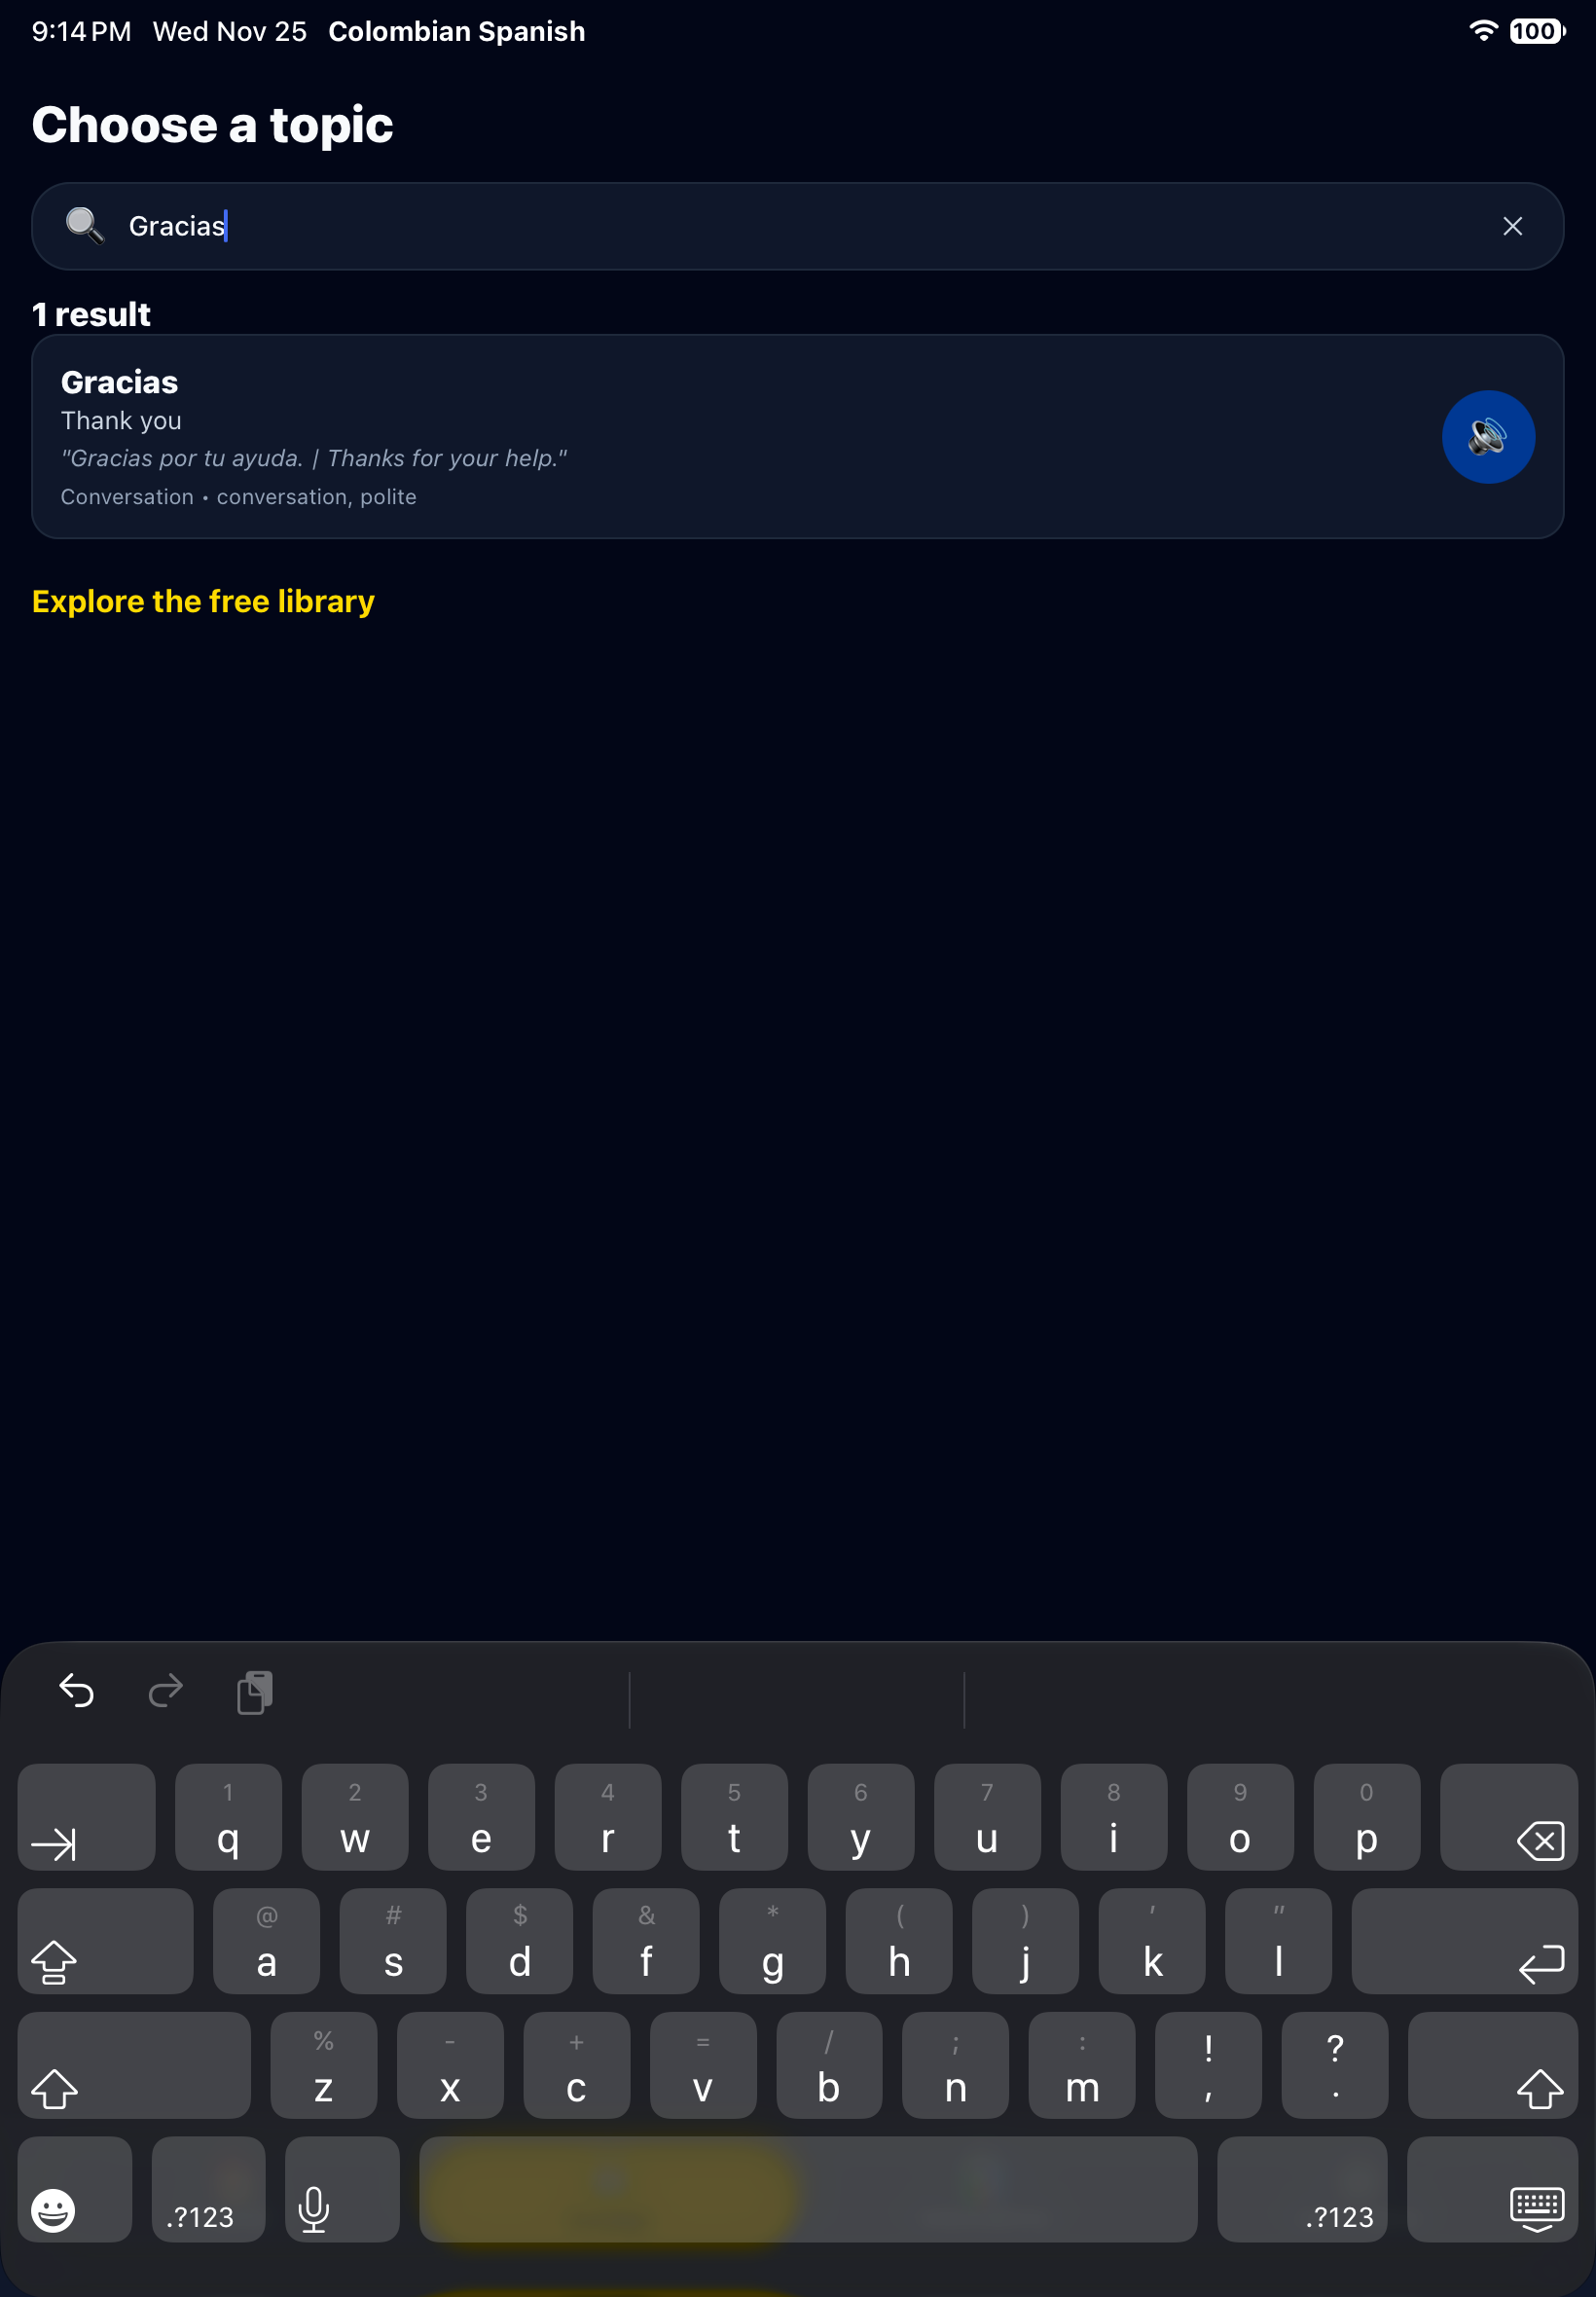 9:14 PM Wed Nov 25 Colombian Spanish 100
Choose a topic
Gracias
1 result
Gracias
Thank you
"Gracias por tu ayuda. | Thanks for your help."
Conversation • conversation, polite
Explore the free library
1 2 3 4 5 6 7 8 9 0
q w e r t y u i o p
@ # $ & * ( ) ' "
a s d f g h j k l
% - + = / ; : ! ?
z x c v b n m , .
.?123 .?123